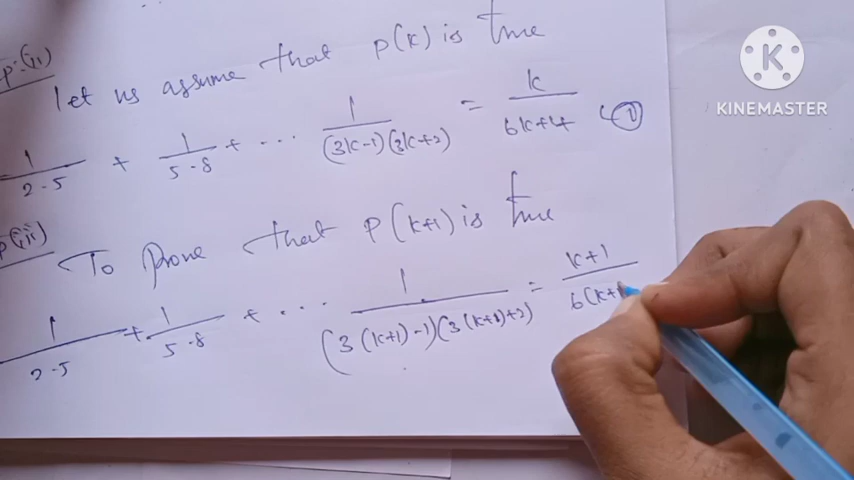 p:(ii)
let us assume that p(k) is true
1/2·5 + 1/5·8 + ... 1/(3k-1)(3k+2) = k/6k+4 ①
p(iii)
To prove that p(k+1) is true
1/2·5 + 1/5·8 + ... 1/(3(k+1)-1)(3(k+1)+2) = k+1/6(k+1
K
KINEMASTER